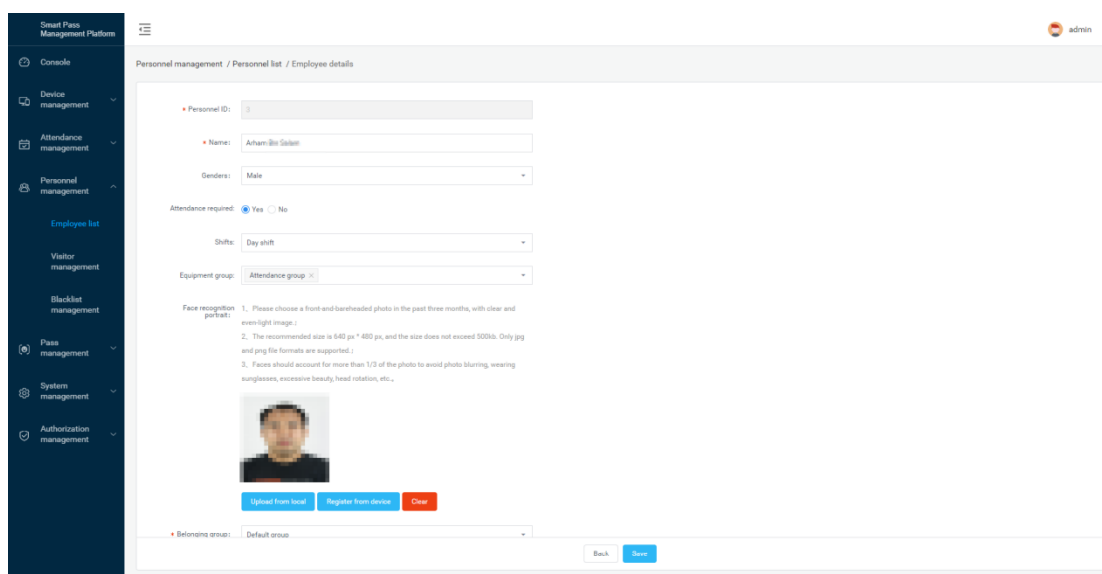 Smart Pass
Management Platform
admin
Console
Personnel management / Personnel list / Employee details
Device
management
Attendance
management
Personnel
management
Employee list
Visitor
management
Blacklist
management
Pass
management
System
management
Authorization
management
* Personnel ID: 3
* Name: Arham
Genders: Male
Attendance required: Yes No
Shifts: Day shift
Equipment group: Attendance group ×
Face recognition portrait: 1、Please choose a front-and-bareheaded photo in the past three months, with clear and
even-light image ;
2、The recommended size is 640 px * 480 px, and the size does not exceed 500kb. Only jpg
and png file formats are supported.;
3、Faces should account for more than 1/3 of the photo to avoid photo blurring, wearing
sunglasses, excessive beauty, head rotation, etc.。
Upload from local Register from device Clear
* Belonging group: Default group
Back Save